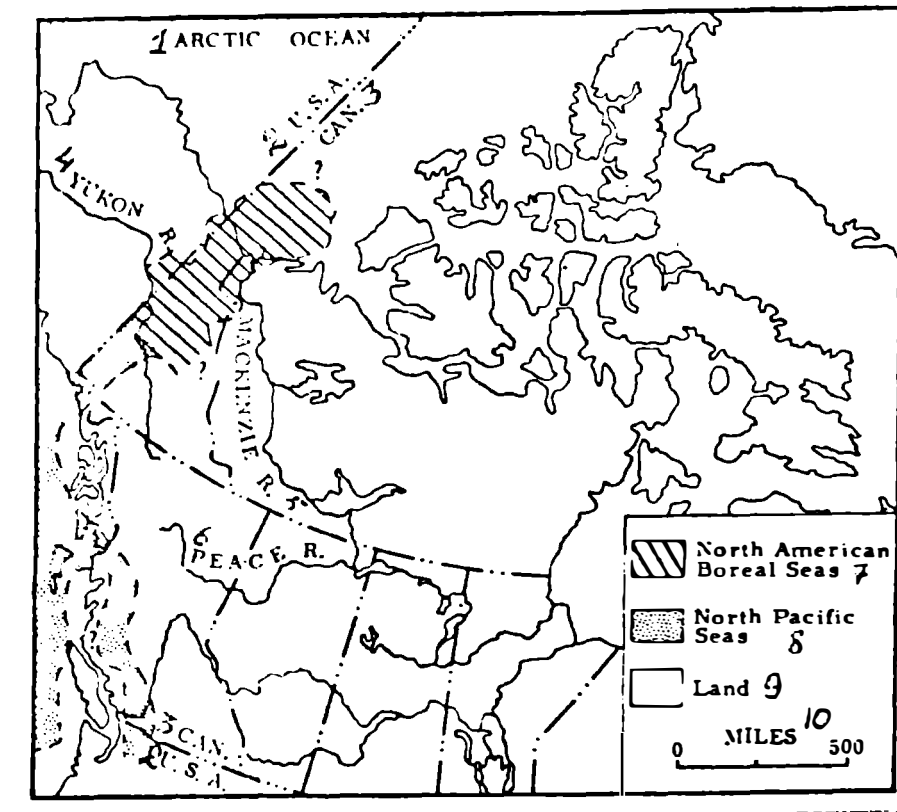 1 ARCTIC OCEAN
2 U.S.A.
CAN. 3
4 YUKON
R.
MACKENZIE R. 5
6
PEACE R.
North American
Boreal Seas 7
North Pacific
Seas 8
Land 9
10
MILES
0 500
3 CAN.
2 U.S.A.